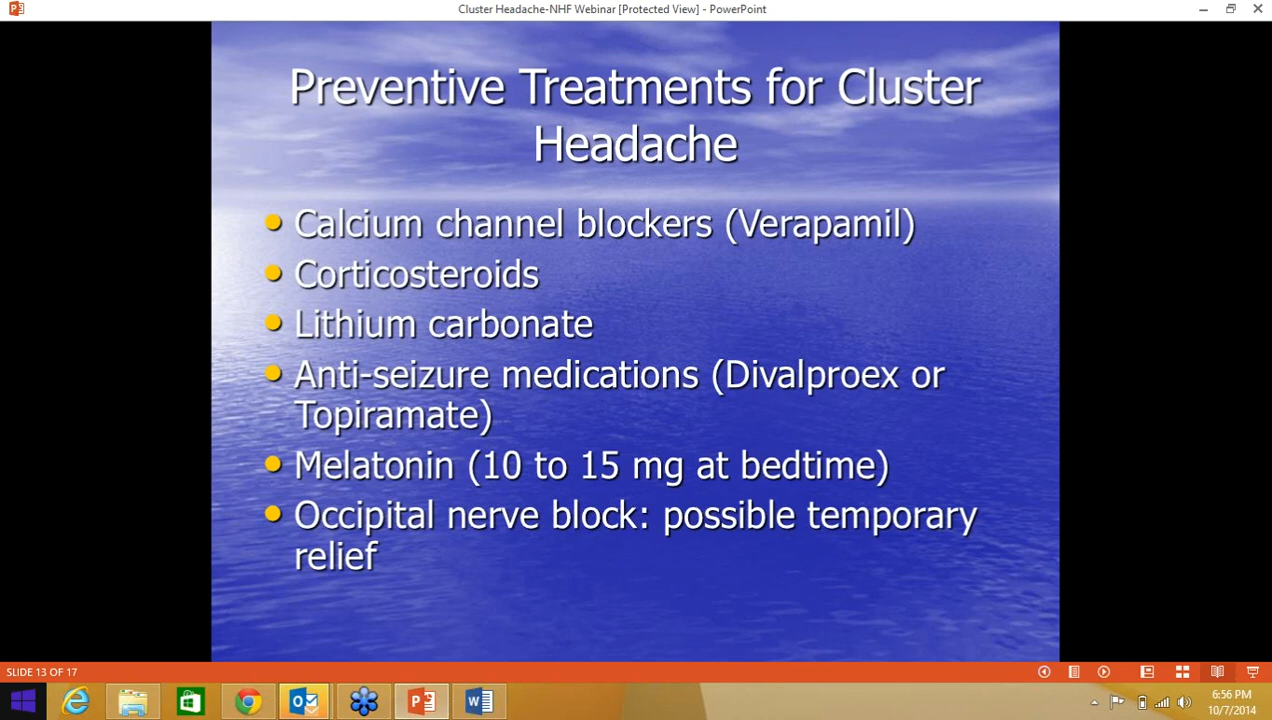 Cluster Headache-NHF Webinar [Protected View] - PowerPoint
Preventive Treatments for Cluster
Headache
• Calcium channel blockers (Verapamil)
• Corticosteroids
• Lithium carbonate
• Anti-seizure medications (Divalproex or
Topiramate)
• Melatonin (10 to 15 mg at bedtime)
• Occipital nerve block: possible temporary
relief
SLIDE 13 OF 17
6:56 PM
10/7/2014